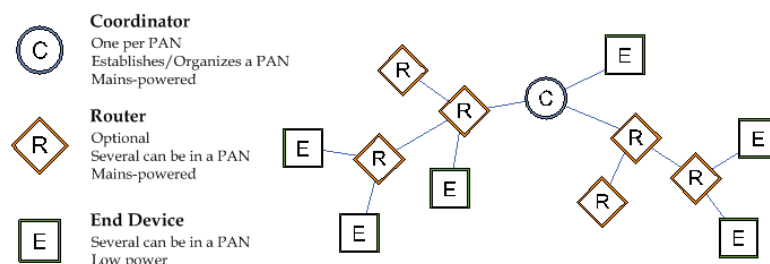 C
Coordinator
One per PAN
Establishes/Organizes a PAN
Mains-powered
R
Router
Optional
Several can be in a PAN
Mains-powered
E
End Device
Several can be in a PAN
Low power
E
R
R
C
R
E
E
R
R
E
E
E
R
E